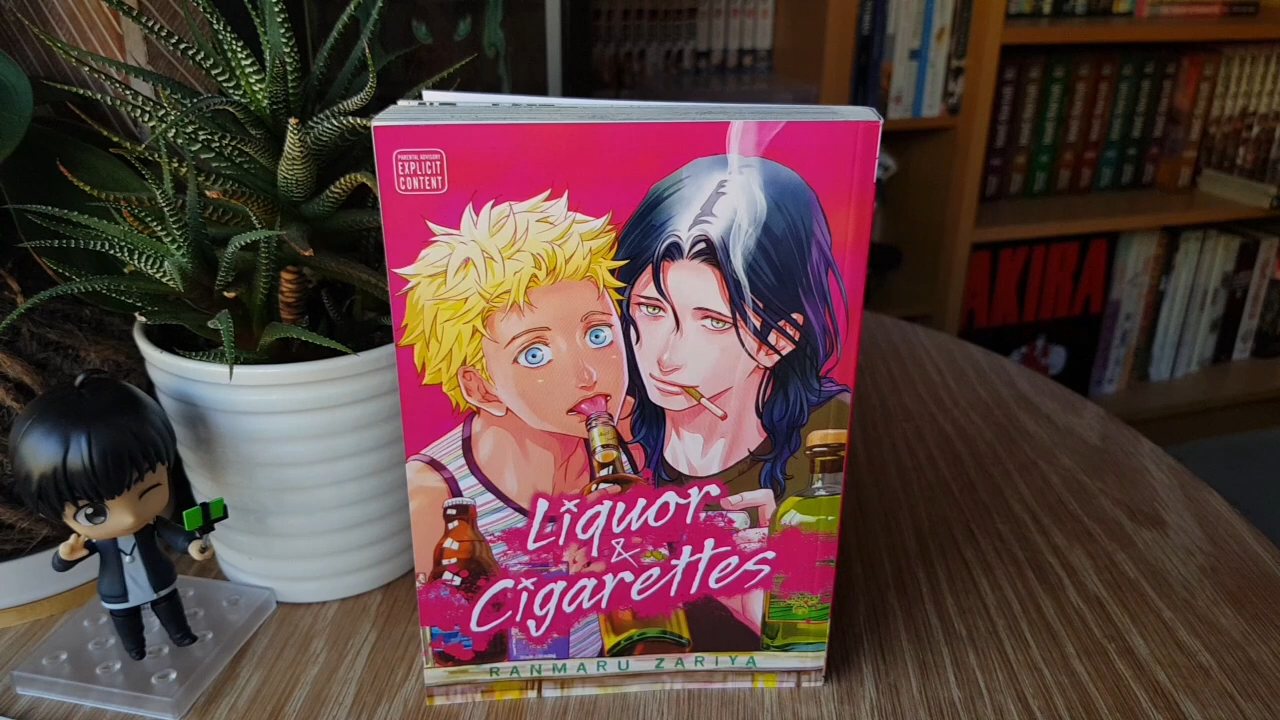 PARENTAL ADVISORY
EXPLICIT
CONTENT
Liquor
&
Cigarettes
RANMARU ZARIYA
AKIRA